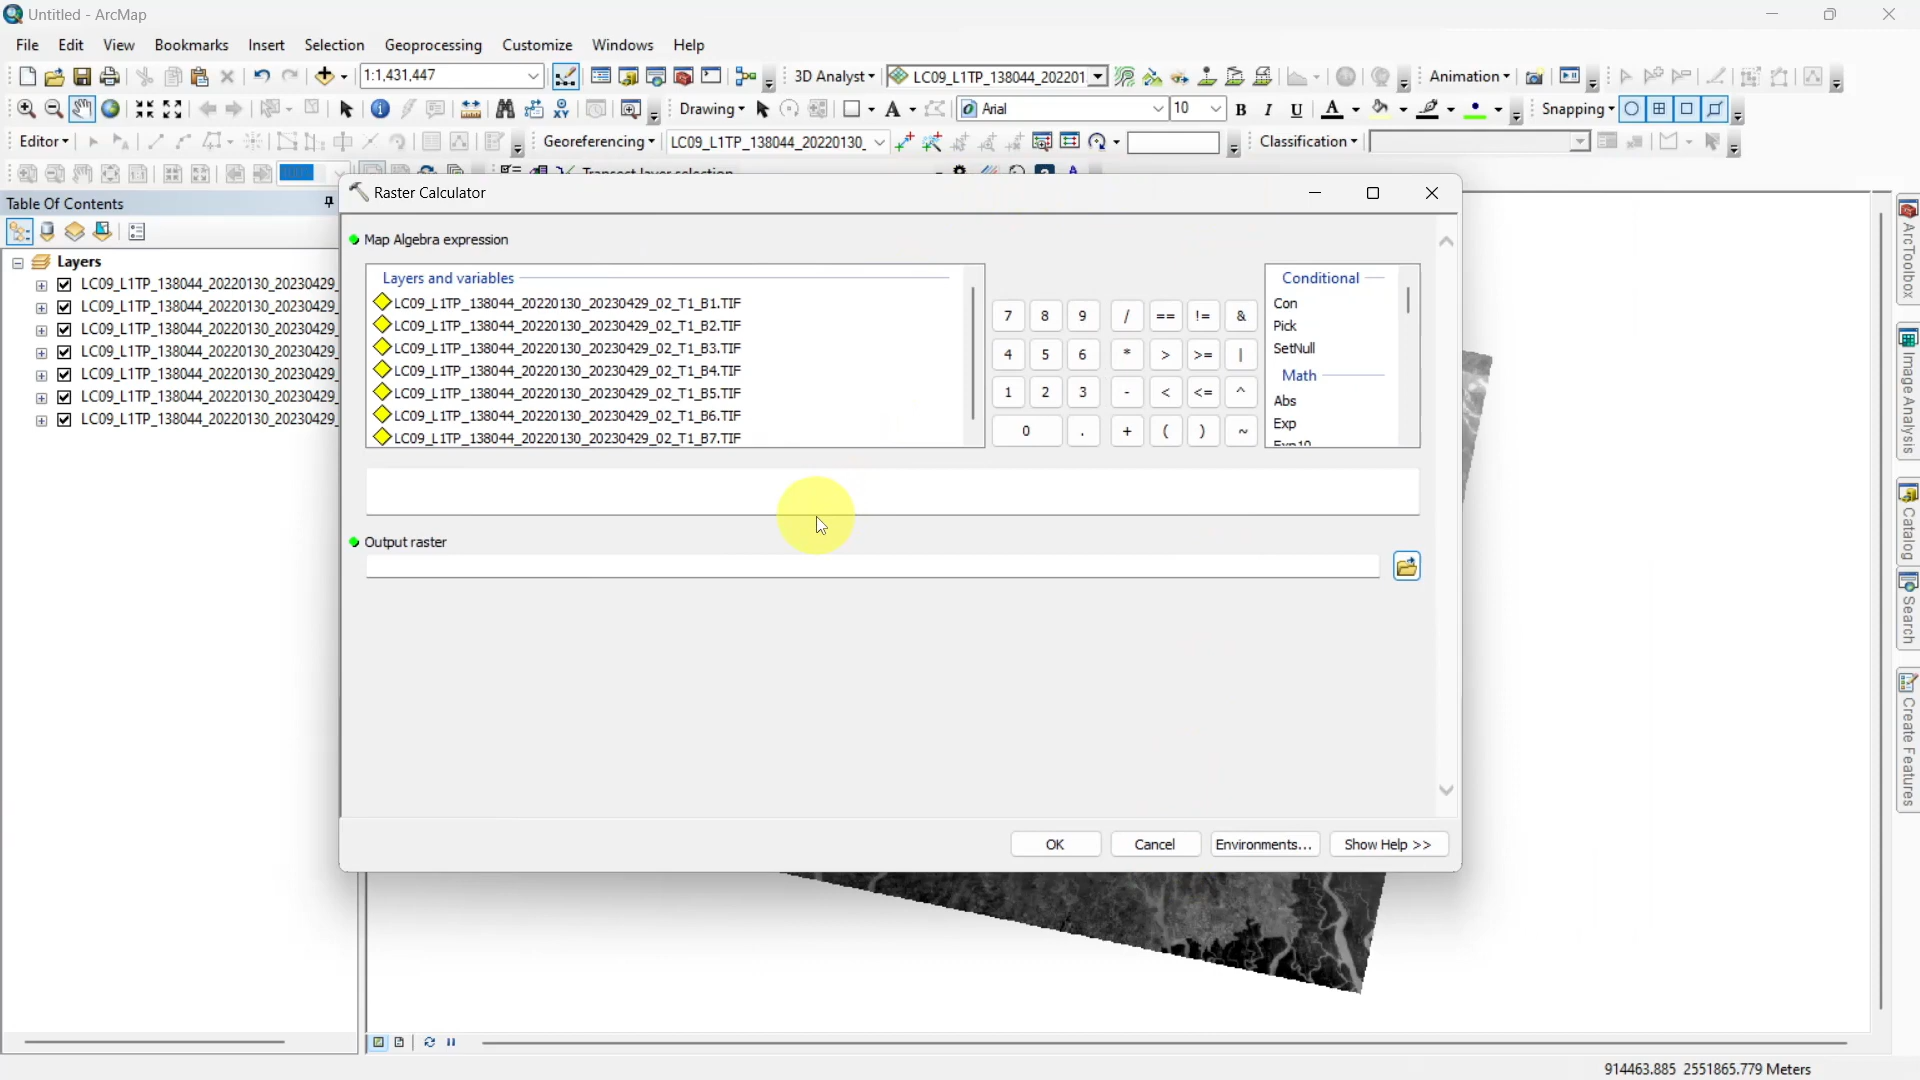 Untitled - ArcMap
File Edit View Bookmarks Insert Selection Geoprocessing Customize Windows Help
1:1,431,447 3D Analyst LC09_L1TP_138044_202201 Animation
Drawing A Arial 10 B I U A Snapping
Editor Georeferencing LC09_L1TP_138044_20220130_ Classification
Table Of Contents
Layers
LC09_L1TP_138044_20220130_20230429_
LC09_L1TP_138044_20220130_20230429_
LC09_L1TP_138044_20220130_20230429_
LC09_L1TP_138044_20220130_20230429_
LC09_L1TP_138044_20220130_20230429_
LC09_L1TP_138044_20220130_20230429_
LC09_L1TP_138044_20220130_20230429_
Raster Calculator
Map Algebra expression
Layers and variables
LC09_L1TP_138044_20220130_20230429_02_T1_B1.TIF
LC09_L1TP_138044_20220130_20230429_02_T1_B2.TIF
LC09_L1TP_138044_20220130_20230429_02_T1_B3.TIF
LC09_L1TP_138044_20220130_20230429_02_T1_B4.TIF
LC09_L1TP_138044_20220130_20230429_02_T1_B5.TIF
LC09_L1TP_138044_20220130_20230429_02_T1_B6.TIF
LC09_L1TP_138044_20220130_20230429_02_T1_B7.TIF
7 8 9 / == != &
4 5 6 * > >= |
1 2 3 - < <= ^
0 . + ( ) ~
Conditional
Con
Pick
SetNull
Math
Abs
Exp
Exp10
Output raster
OK Cancel Environments... Show Help >>
ArcToolbox
Image Analysis
Catalog
Search
Create Features
914463.885 2551865.779 Meters